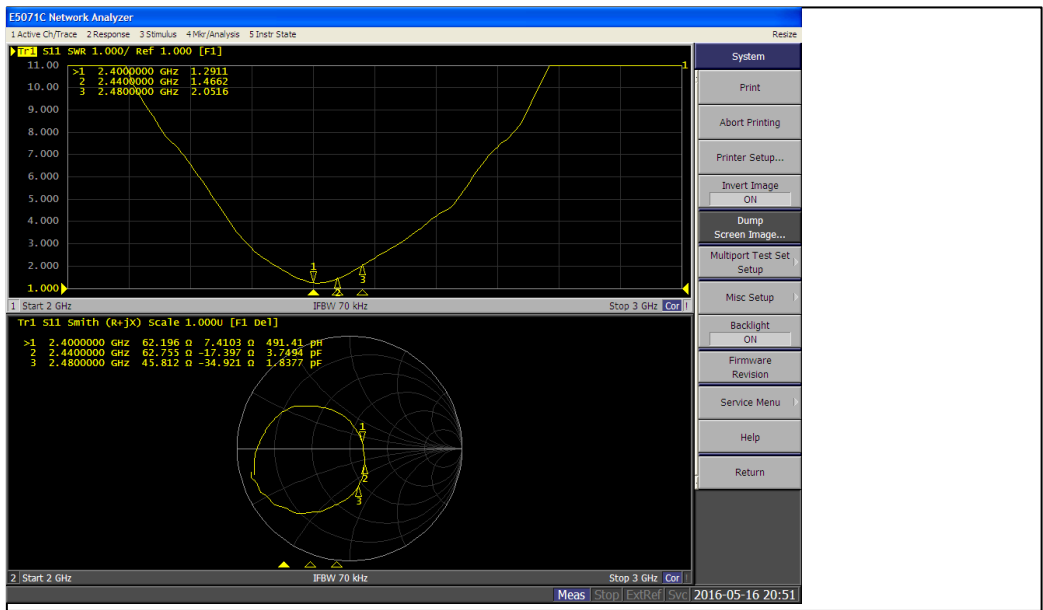 E5071C Network Analyzer
1 Active Ch/Trace 2 Response 3 Stimulus 4 Mkr/Analysis 5 Instr State Resize
Tr1 S11 SWR 1.000/ Ref 1.000 [F1]
11.00
10.00
9.000
8.000
7.000
6.000
5.000
4.000
3.000
2.000
1.000
>1 2.4000000 GHz 1.2911
2 2.4400000 GHz 1.4662
3 2.4800000 GHz 2.0516
1
1
2
3
1 Start 2 GHz IFBW 70 kHz Stop 3 GHz Cor !
Tr1 S11 Smith (R+jX) Scale 1.000U [F1 Del]
>1 2.4000000 GHz 62.196 Ω 7.4103 Ω 491.41 pH
2 2.4400000 GHz 62.755 Ω -17.397 Ω 3.7494 pF
3 2.4800000 GHz 45.812 Ω -34.921 Ω 1.8377 pF
1
2
3
2 Start 2 GHz IFBW 70 kHz Stop 3 GHz Cor !
Meas Stop ExtRef Svc 2016-05-16 20:51
System
Print
Abort Printing
Printer Setup...
Invert Image
ON
Dump
Screen Image...
Multiport Test Set
Setup
Misc Setup
Backlight
ON
Firmware
Revision
Service Menu
Help
Return